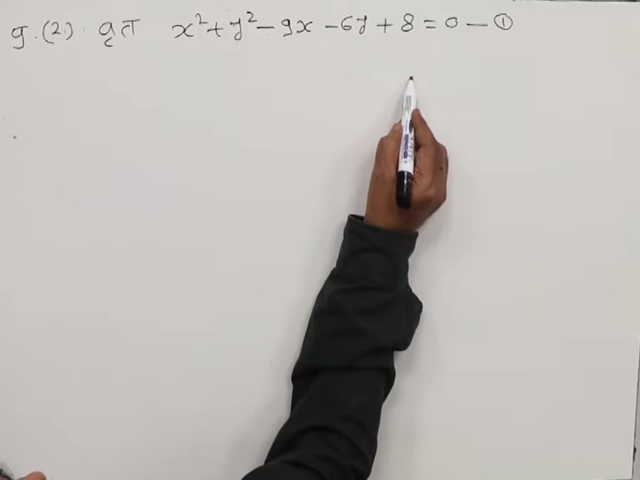 प्र. (2). वृत्त x² + y² - 9x - 6y + 8 = 0 — ①